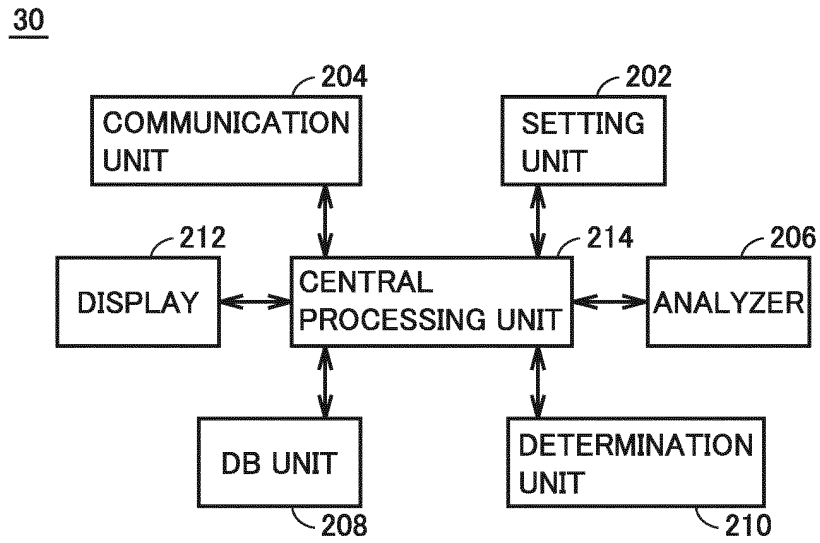 30
204
COMMUNICATION
UNIT
202
SETTING
UNIT
212
DISPLAY
214
CENTRAL
PROCESSING UNIT
206
ANALYZER
DB UNIT
208
DETERMINATION
UNIT
210